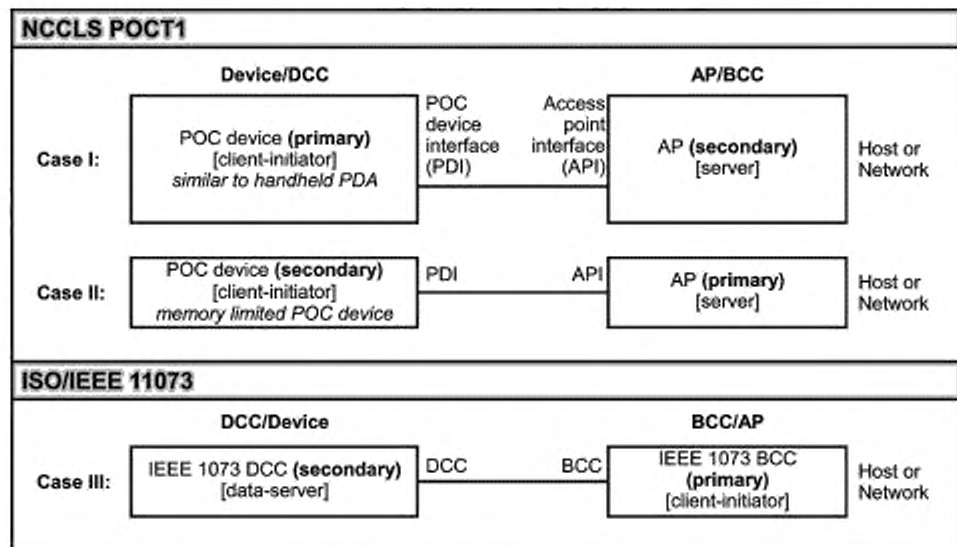 NCCLS POCT1
Device/DCC
AP/BCC
Case I:
POC device (primary)
[client-initiator]
similar to handheld PDA
POC
device
interface
(PDI)
Access
point
interface
(API)
AP (secondary)
[server]
Host or
Network
Case II:
POC device (secondary)
[client-initiator]
memory limited POC device
PDI
API
AP (primary)
[server]
Host or
Network
ISO/IEEE 11073
DCC/Device
BCC/AP
Case III:
IEEE 1073 DCC (secondary)
[data-server]
DCC
BCC
IEEE 1073 BCC
(primary)
[client-initiator]
Host or
Network